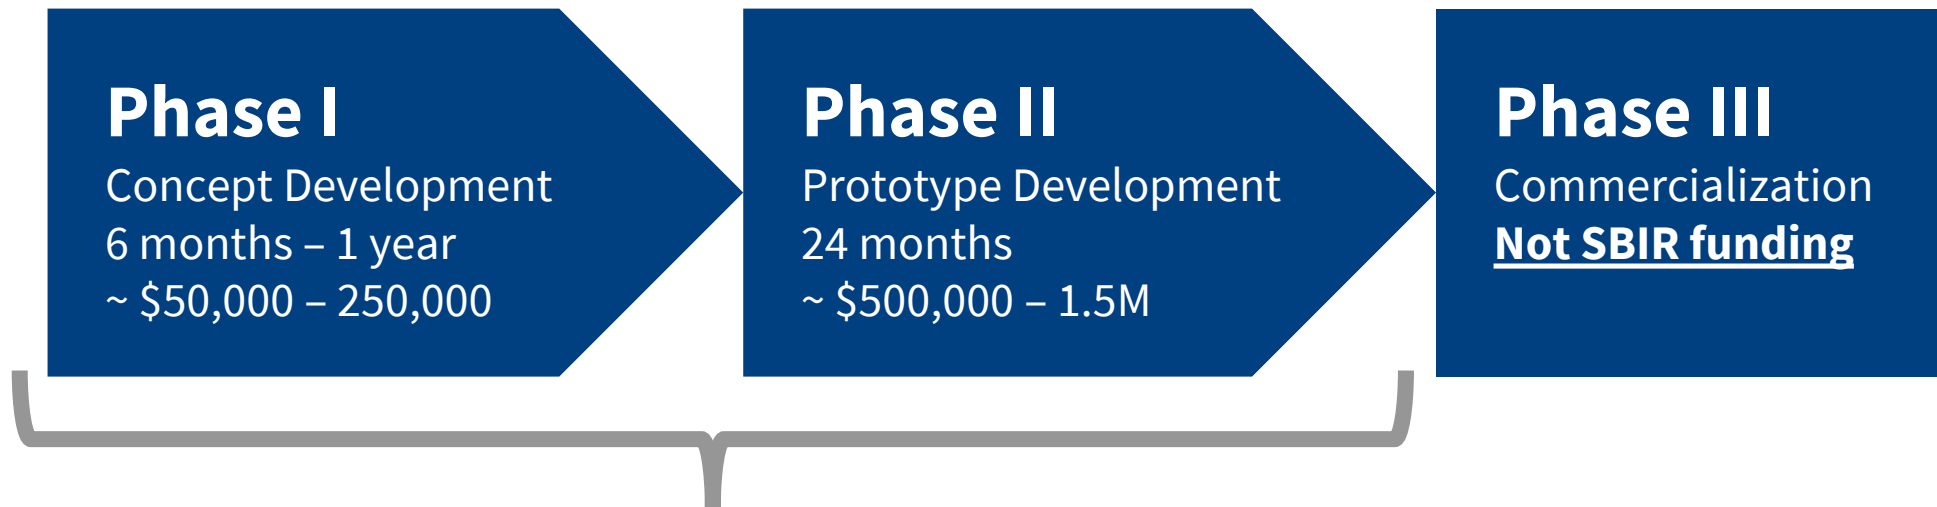 Phase I
Concept Development
6 months – 1 year
~ $50,000 – 250,000
Phase II
Prototype Development
24 months
~ $500,000 – 1.5M
Phase III
Commercialization
Not SBIR funding